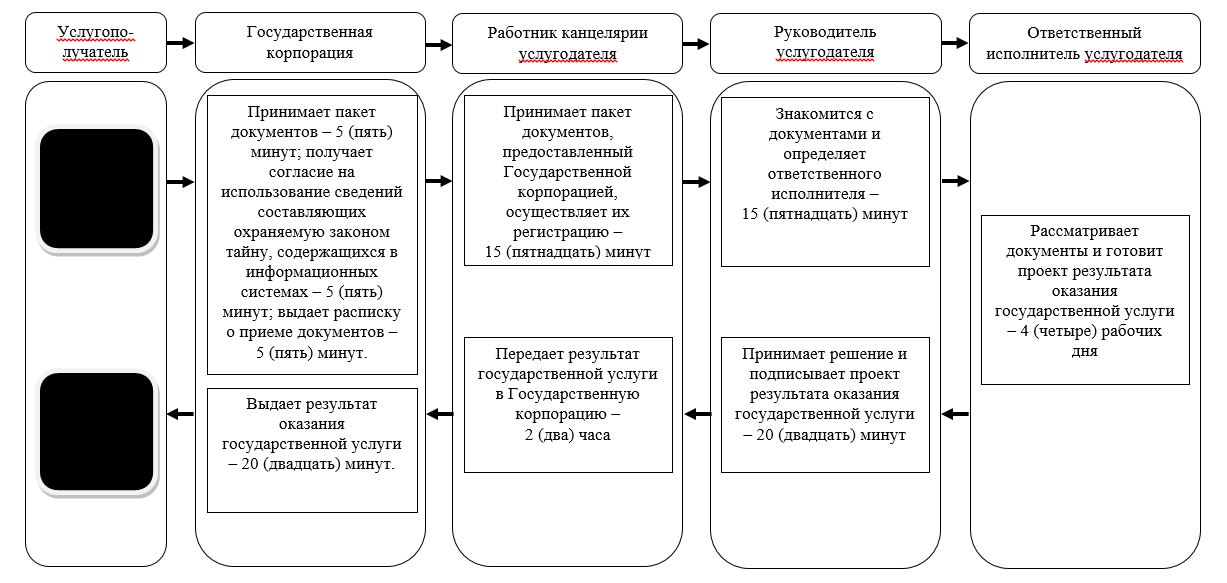 Услугопо-
лучатель
Государственная
корпорация
Работник канцелярии
услугодателя
Руководитель
услугодателя
Ответственный
исполнитель услугодателя
Принимает пакет
документов – 5 (пять)
минут; получает
согласие на
использование сведений
составляющих
охраняемую законом
тайну, содержащихся в
информационных
системах – 5 (пять)
минут; выдает расписку
о приеме документов –
5 (пять) минут.
Принимает пакет
документов,
предоставленный
Государственной
корпорацией,
осуществляет их
регистрацию –
15 (пятнадцать) минут
Знакомится с
документами и
определяет
ответственного
исполнителя –
15 (пятнадцать) минут
Рассматривает
документы и готовит
проект результата
оказания
государственной услуги
– 4 (четыре) рабочих
дня
Выдает результат
оказания
государственной услуги
– 20 (двадцать) минут.
Передает результат
государственной услуги
в Государственную
корпорацию –
2 (два) часа
Принимает решение и
подписывает проект
результата оказания
государственной услуги
– 20 (двадцать) минут